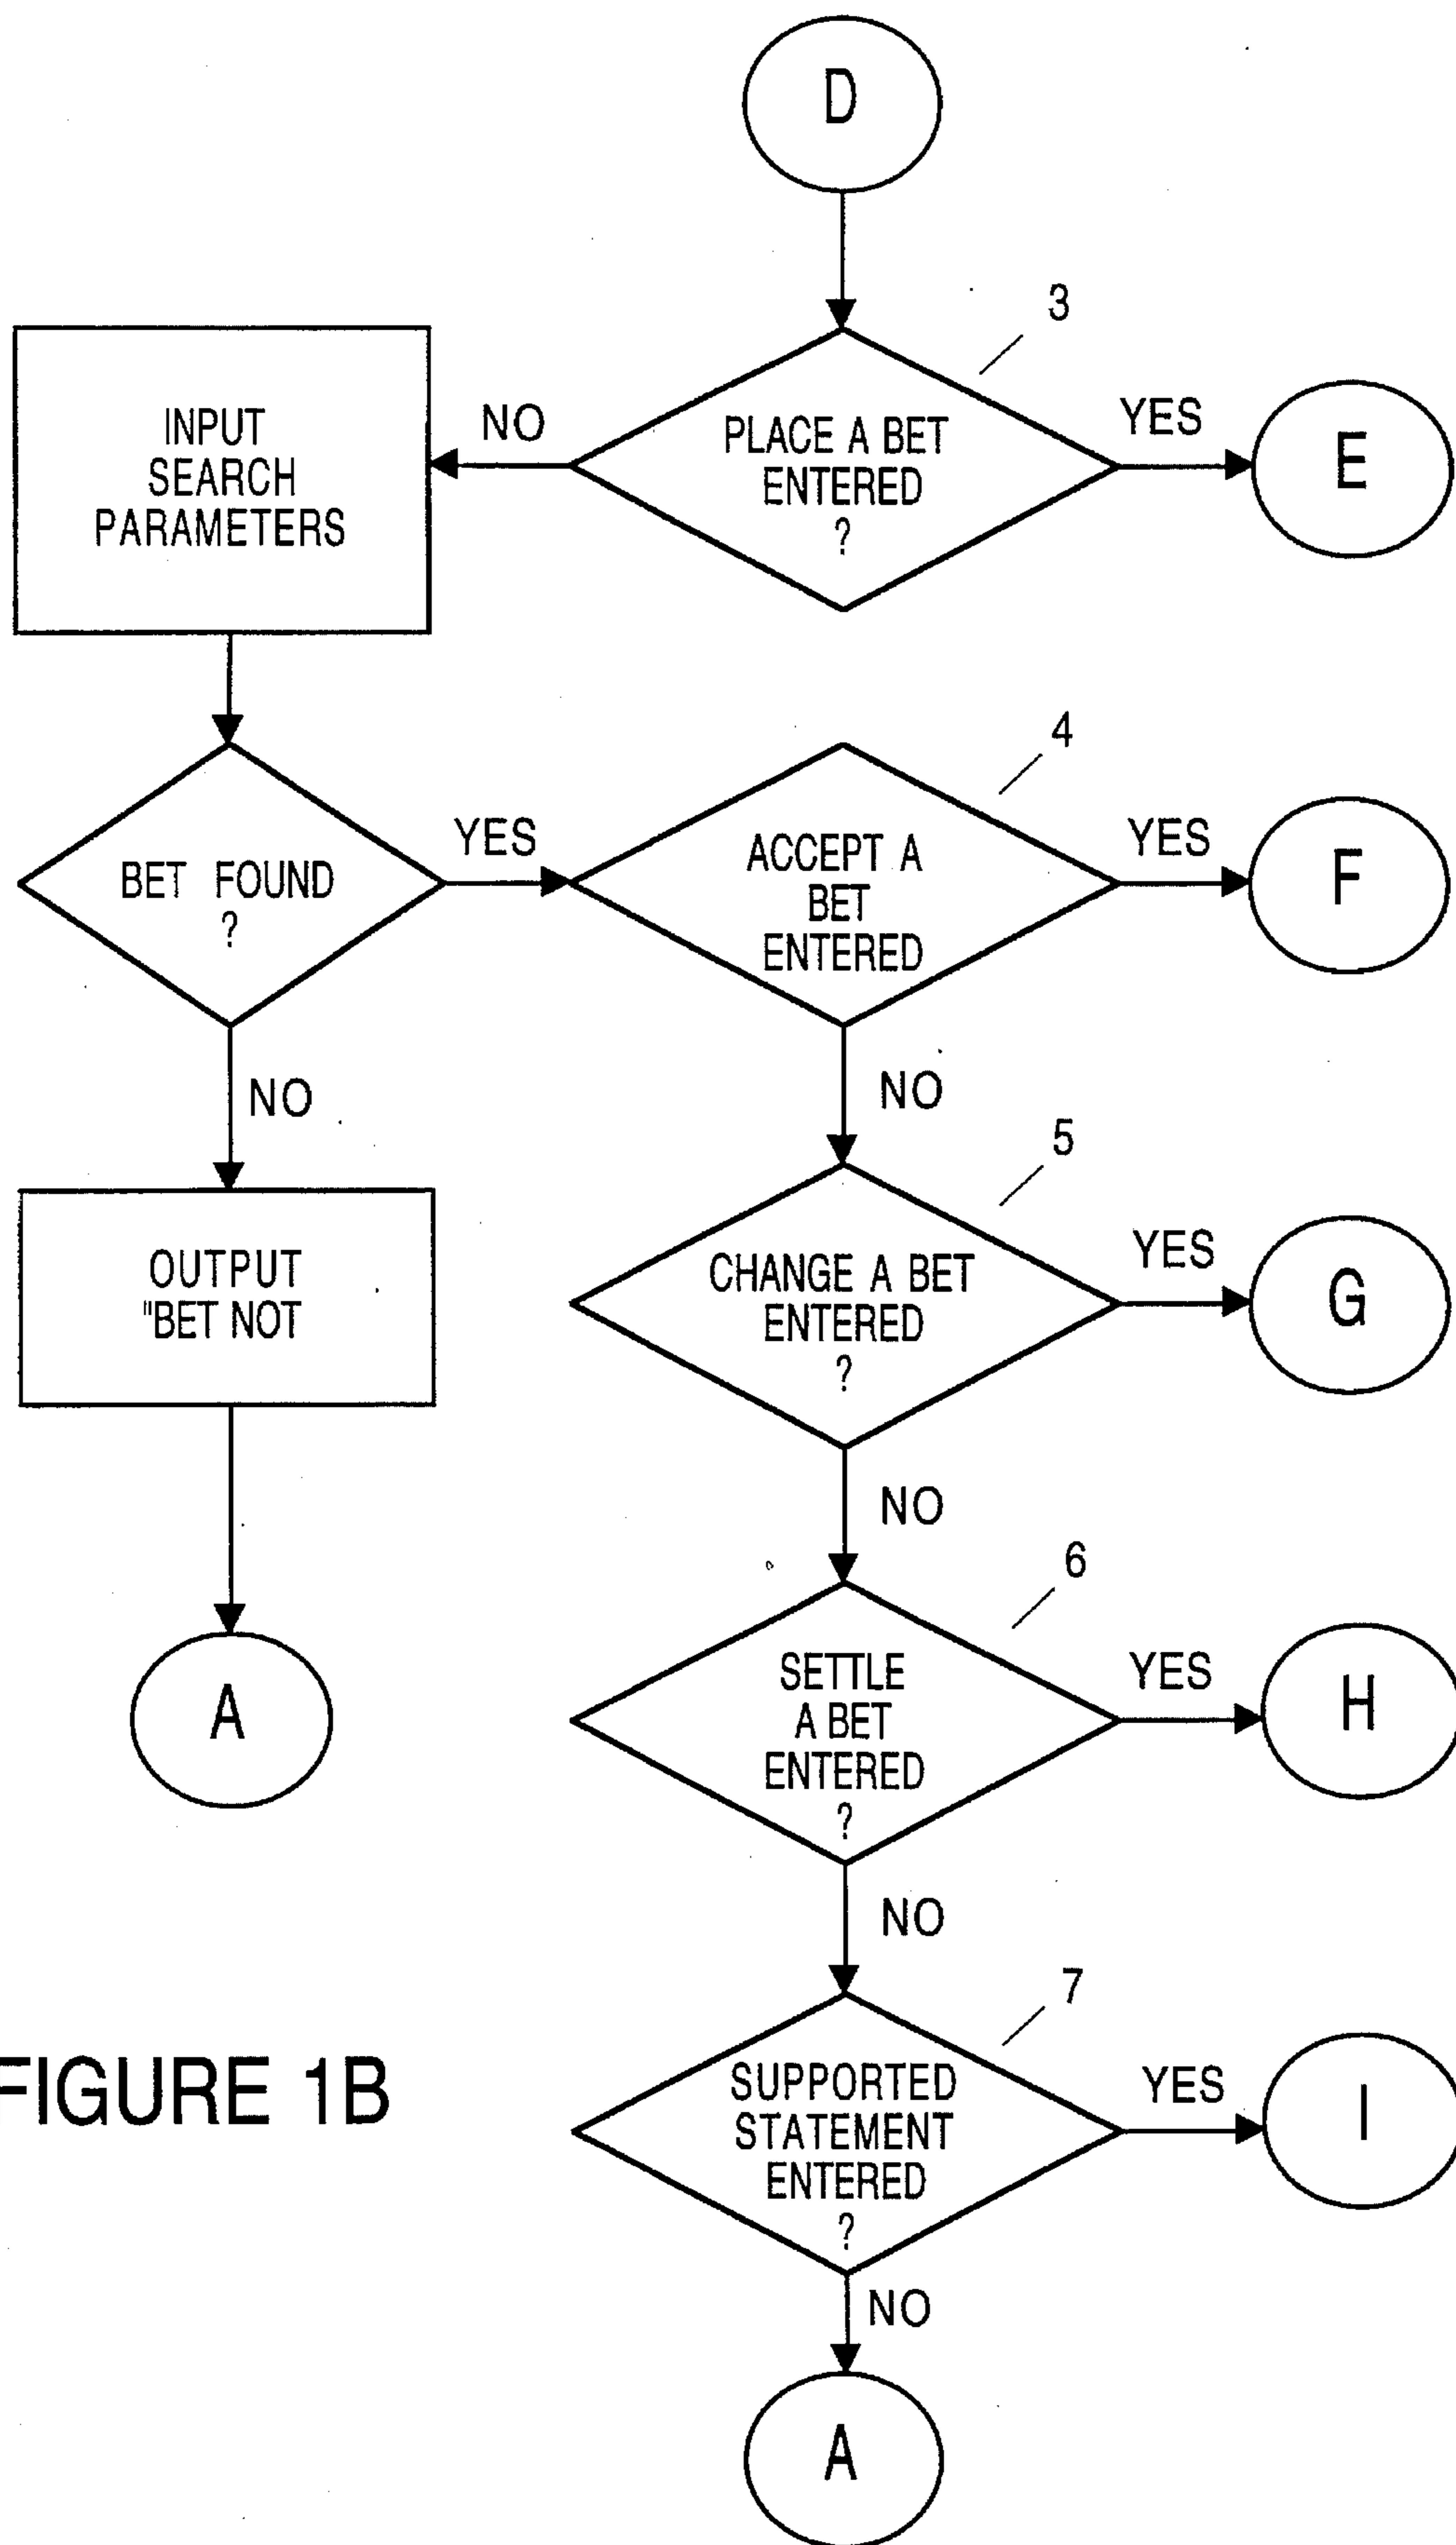 D
3
INPUT
SEARCH
PARAMETERS
NO
PLACE A BET
ENTERED
?
YES
E
4
BET FOUND
?
YES
ACCEPT A
BET
ENTERED
YES
F
NO
NO
5
OUTPUT
"BET NOT
CHANGE A BET
ENTERED
?
YES
G
NO
6
A
SETTLE
A BET
ENTERED
?
YES
H
NO
7
FIGURE 1B
SUPPORTED
STATEMENT
ENTERED
?
YES
I
NO
A